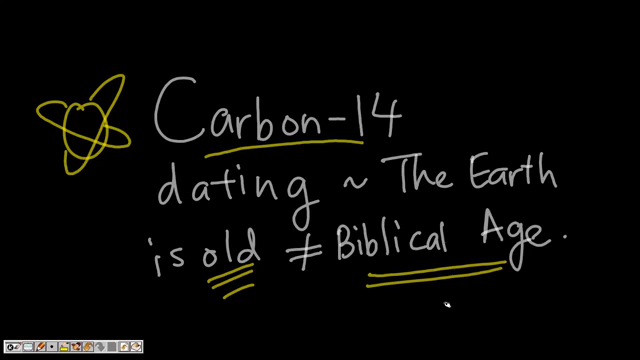 Carbon-14
dating ~ The Earth
is old ≠ Biblical Age.